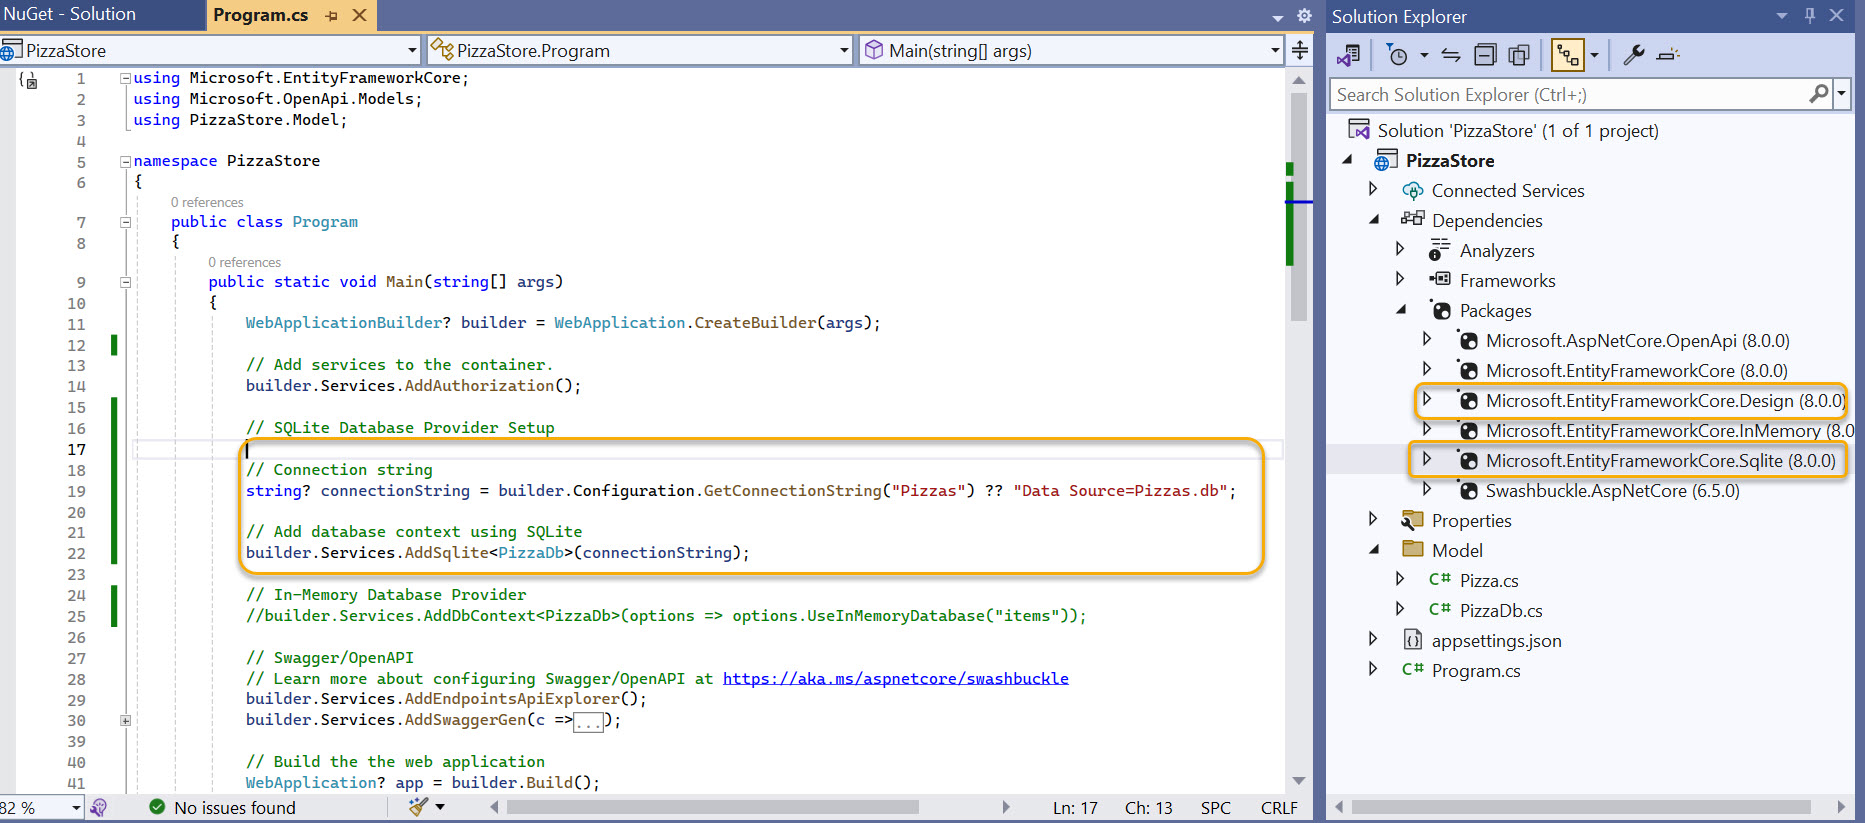 NuGet - Solution
Program.cs
PizzaStore
PizzaStore.Program
Main(string[] args)
1 using Microsoft.EntityFrameworkCore;
2 using Microsoft.OpenApi.Models;
3 using PizzaStore.Model;
4
5 namespace PizzaStore
6 {
0 references
7 public class Program
8 {
0 references
9 public static void Main(string[] args)
10 {
11 WebApplicationBuilder? builder = WebApplication.CreateBuilder(args);
12
13 // Add services to the container.
14 builder.Services.AddAuthorization();
15
16 // SQLite Database Provider Setup
17
18 // Connection string
19 string? connectionString = builder.Configuration.GetConnectionString("Pizzas") ?? "Data Source=Pizzas.db";
20
21 // Add database context using SQLite
22 builder.Services.AddSqlite<PizzaDb>(connectionString);
23
24 // In-Memory Database Provider
25 //builder.Services.AddDbContext<PizzaDb>(options => options.UseInMemoryDatabase("items"));
26
27 // Swagger/OpenAPI
28 // Learn more about configuring Swagger/OpenAPI at https://aka.ms/aspnetcore/swashbuckle
29 builder.Services.AddEndpointsApiExplorer();
30 builder.Services.AddSwaggerGen(c =>...);
39
40 // Build the the web application
41 WebApplication? app = builder.Build();
82 %
No issues found
Ln: 17
Ch: 13
SPC
CRLF
Solution Explorer
Search Solution Explorer (Ctrl+;)
Solution 'PizzaStore' (1 of 1 project)
PizzaStore
Connected Services
Dependencies
Analyzers
Frameworks
Packages
Microsoft.AspNetCore.OpenApi (8.0.0)
Microsoft.EntityFrameworkCore (8.0.0)
Microsoft.EntityFrameworkCore.Design (8.0.0)
Microsoft.EntityFrameworkCore.InMemory (8.0
Microsoft.EntityFrameworkCore.Sqlite (8.0.0)
Swashbuckle.AspNetCore (6.5.0)
Properties
Model
C# Pizza.cs
C# PizzaDb.cs
appsettings.json
C# Program.cs